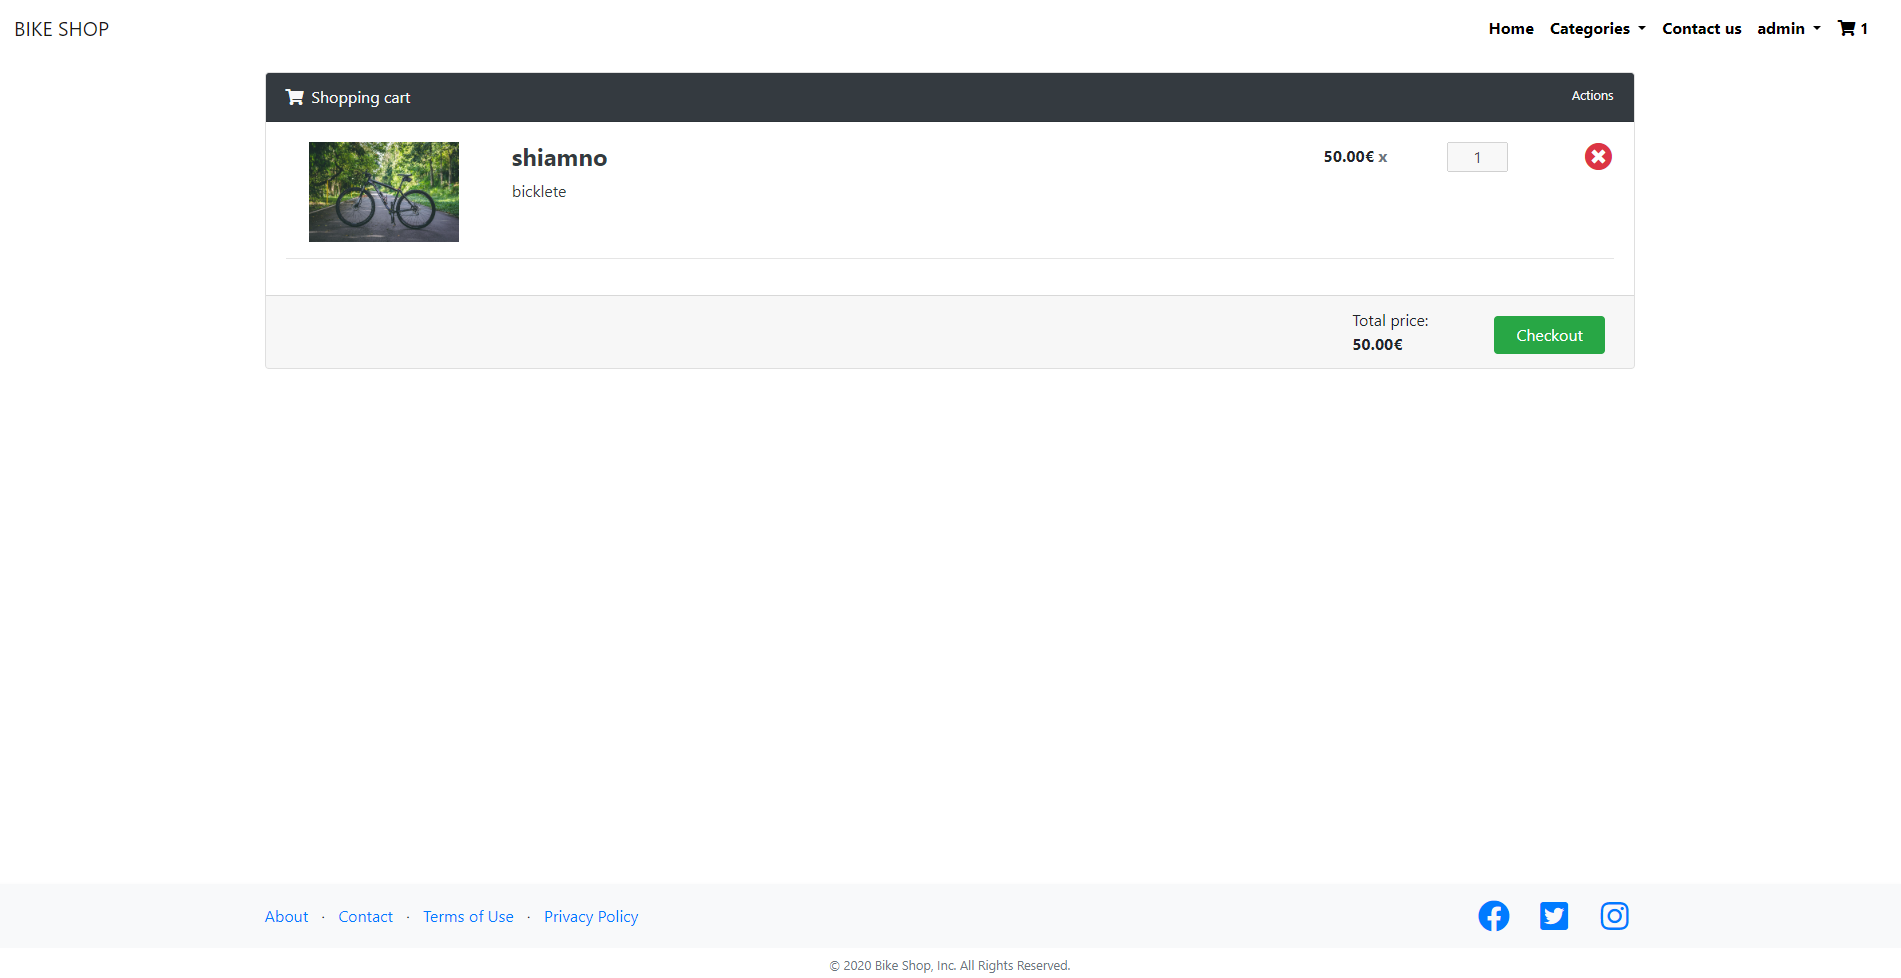 BIKE SHOP
Home Categories Contact us admin 1
Shopping cart Actions
shiamno 50.00€ x 1
bicklete
Total price:
50.00€
Checkout
About · Contact · Terms of Use · Privacy Policy
© 2020 Bike Shop, Inc. All Rights Reserved.